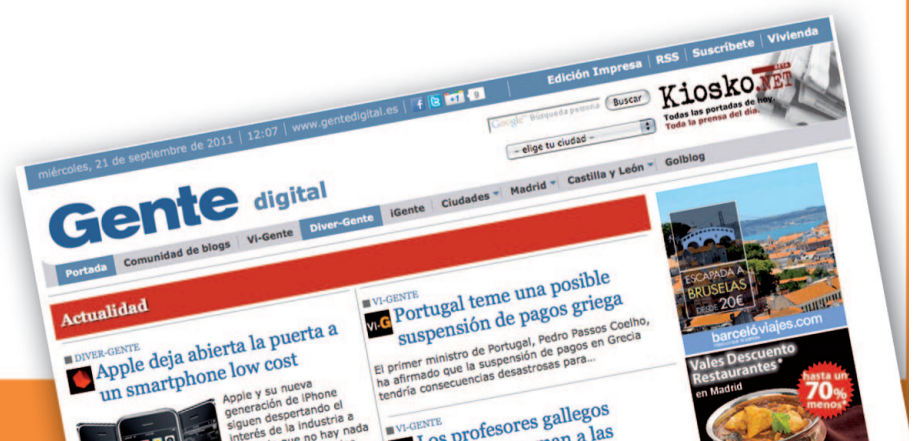 Edición Impresa | RSS | Suscríbete | Vivienda
miércoles, 21 de septiembre de 2011 | 12:07 | www.gentedigital.es
Buscar
- elige tu ciudad -
Kiosko.NET
Todas las portadas de hoy.
Toda la prensa del día.
Gente digital
Portada Comunidad de blogs Vi-Gente Diver-Gente iGente Ciudades Madrid Castilla y León Golblog
Actualidad
DIVER-GENTE
Apple deja abierta la puerta a
un smartphone low cost
Apple y su nueva
generación de iPhone
siguen despertando el
interés de la industria a
que no hay nada
VI-GENTE
Portugal teme una posible
suspensión de pagos griega
El primer ministro de Portugal, Pedro Passos Coelho,
ha afirmado que la suspensión de pagos en Grecia
tendría consecuencias desastrosas para...
VI-GENTE
Los profesores gallegos
a las
ESCAPADA A
BRUSELAS
DESDE 20€
barcelóviajes.com
Vales Descuento
Restaurantes*
en Madrid
hasta un
70%
menos*